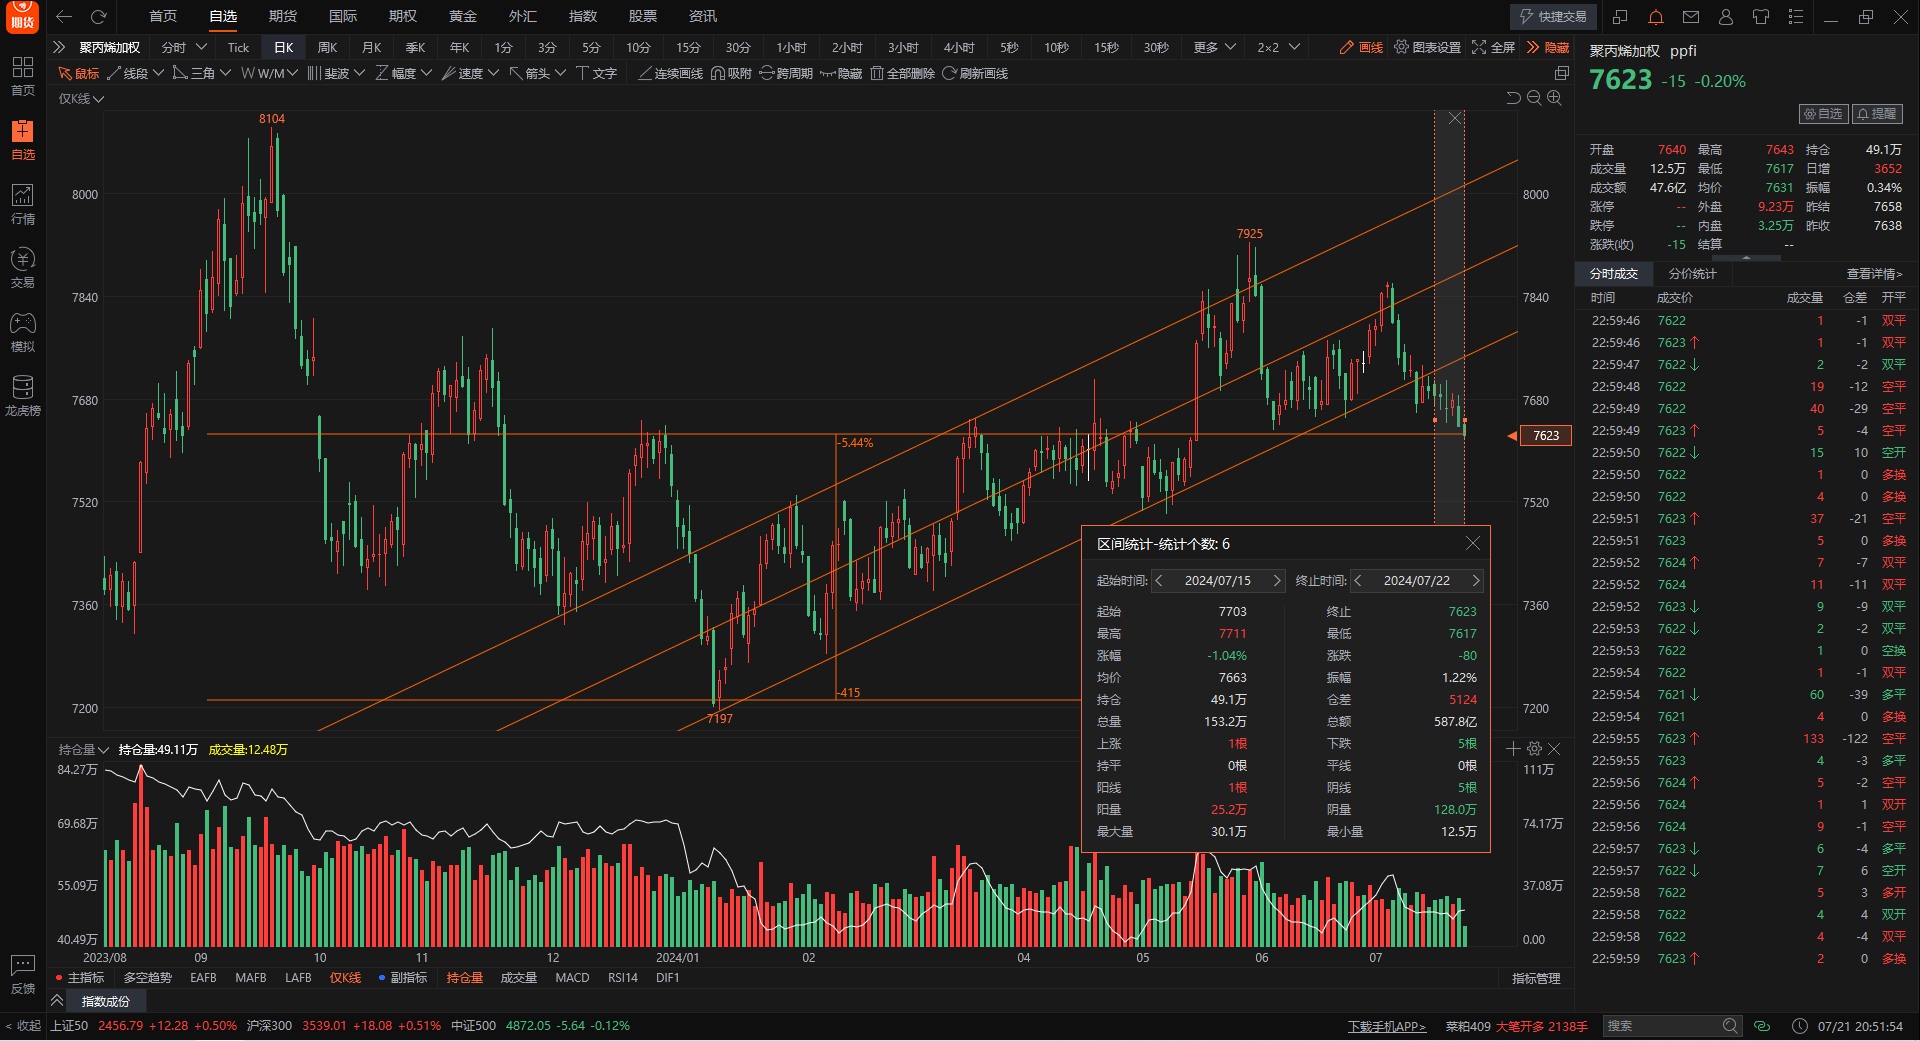 期货
首页 自选 期货 国际 期权 黄金 外汇 指数 股票 资讯 快捷交易
聚丙烯加权 分时 Tick 日K 周K 月K 季K 年K 1分 3分 5分 10分 15分 30分 1小时 2小时 3小时 4小时 5秒 10秒 15秒 30秒 更多 2×2 画线 图表设置 全屏 隐藏
鼠标 线段 三角 W/M 斐波 幅度 速度 箭头 文字 连续画线 吸附 跨周期 隐藏 全部删除 刷新画线
首页
自选
行情
交易
模拟
龙虎榜
反馈
< 收起
仅K线
8104
7925
7197
-5.44%
-415
8000 8000
7840 7840
7680 7680
7623
7520 7520
7360 7360
7200 7200
区间统计-统计个数: 6
起始时间: < 2024/07/15 > 终止时间: < 2024/07/22 >
起始 7703 终止 7623
最高 7711 最低 7617
涨幅 -1.04% 涨跌 -80
均价 7663 振幅 1.22%
持仓 49.1万 仓差 5124
总量 153.2万 总额 587.8亿
上涨 1根 下跌 5根
持平 0根 平线 0根
阳线 1根 阴线 5根
阳量 25.2万 阴量 128.0万
最大量 30.1万 最小量 12.5万
持仓量 持仓量:49.11万 成交量:12.48万
84.27万 111万
69.68万 74.17万
55.09万 37.08万
40.49万 0.00
2023/08 09 10 11 12 2024/01 02 04 05 06 07
主指标 多空趋势 EAFB MAFB LAFB 仅K线 副指标 持仓量 成交量 MACD RSI14 DIF1 指标管理
指数成份
上证50 2456.79 +12.28 +0.50% 沪深300 3539.01 +18.08 +0.51% 中证500 4872.05 -5.64 -0.12% 下载手机APP> 菜粕409 大笔开多 2138手 搜索 07/21 20:51:54
聚丙烯加权 ppfi
7623 -15 -0.20%
自选 提醒
开盘 7640 最高 7643 持仓 49.1万
成交量 12.5万 最低 7617 日增 3652
成交额 47.6亿 均价 7631 振幅 0.34%
涨停 -- 外盘 9.23万 昨结 7658
跌停 -- 内盘 3.25万 昨收 7638
涨跌(收) -15 结算 --
分时成交 分价统计 查看详情>
时间 成交价 成交量 仓差 开平
22:59:46 7622 1 -1 双平
22:59:46 7623↑ 1 -1 双平
22:59:47 7622↓ 2 -2 双平
22:59:48 7622 19 -12 空平
22:59:49 7622 40 -29 空平
22:59:49 7623↑ 5 -4 空平
22:59:50 7622↓ 15 10 空开
22:59:50 7622 1 0 多换
22:59:50 7622 4 0 多换
22:59:51 7623↑ 37 -21 空平
22:59:51 7623 5 0 多换
22:59:52 7624↑ 7 -7 双平
22:59:52 7624 11 -11 双平
22:59:52 7623↓ 9 -9 双平
22:59:53 7622↓ 2 -2 双平
22:59:53 7622 1 0 空换
22:59:54 7622 1 -1 双平
22:59:54 7621↓ 60 -39 多平
22:59:54 7621 4 0 多换
22:59:55 7623↑ 133 -122 空平
22:59:55 7623 4 -3 多平
22:59:56 7624↑ 5 -2 空平
22:59:56 7624 1 1 双开
22:59:56 7624 9 -1 空平
22:59:57 7623↓ 6 -4 多平
22:59:57 7622↓ 7 6 空开
22:59:58 7622 5 3 多开
22:59:58 7622 4 4 双开
22:59:58 7622 4 -4 双平
22:59:59 7623↑ 2 0 多换